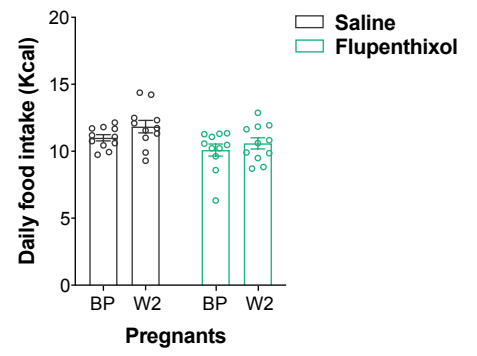 Saline
Flupenthixol
Daily food intake (Kcal)
20
15
10
5
0
BP W2 BP W2
Pregnants